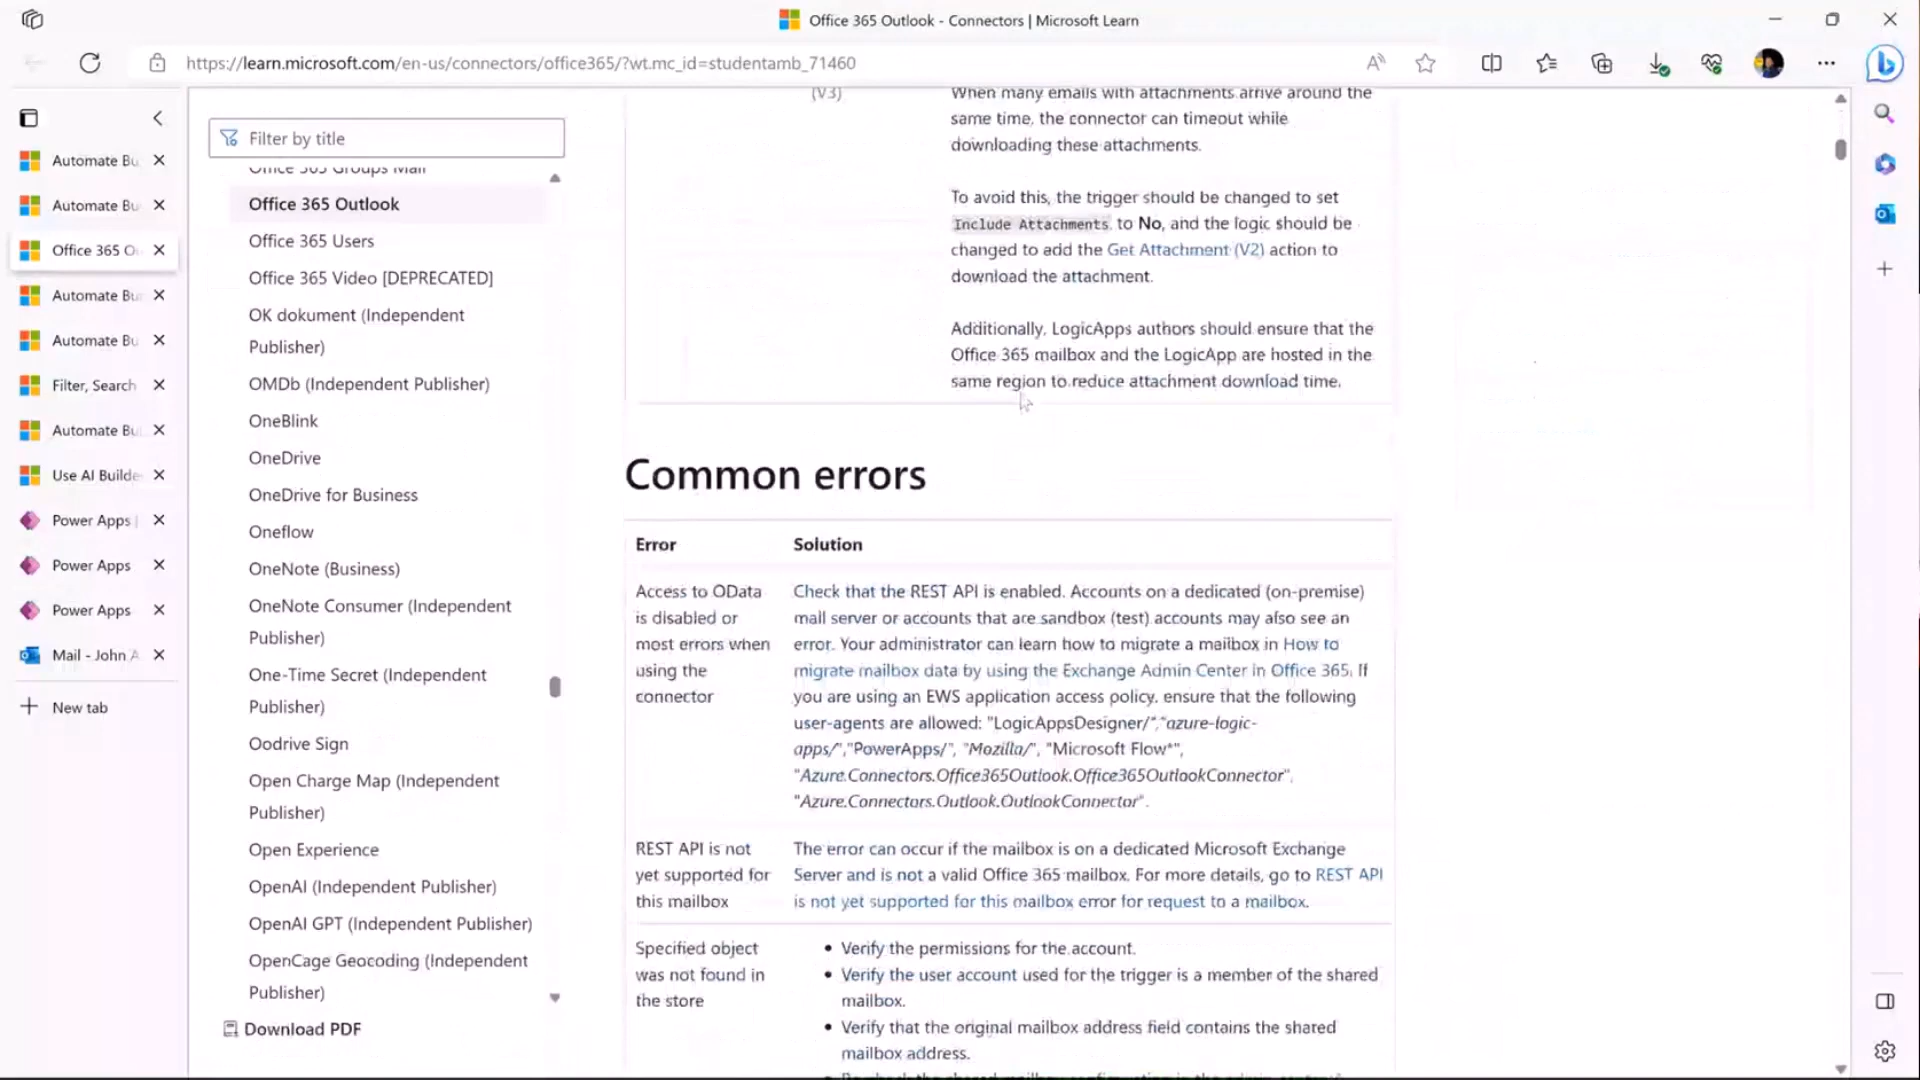 Office 365 Outlook - Connectors | Microsoft Learn
https://learn.microsoft.com/en-us/connectors/office365/?wt.mc_id=studentamb_71460
Automate Bu
Automate Bu
Office 365 O
Automate Bu
Automate Bu
Filter, Search
Automate Bu
Use AI Builde
Power Apps |
Power Apps
Power Apps
Mail - John A
New tab
Filter by title
Office 365 Groups Mail
Office 365 Outlook
Office 365 Users
Office 365 Video [DEPRECATED]
OK dokument (Independent
Publisher)
OMDb (Independent Publisher)
OneBlink
OneDrive
OneDrive for Business
Oneflow
OneNote (Business)
OneNote Consumer (Independent
Publisher)
One-Time Secret (Independent
Publisher)
Oodrive Sign
Open Charge Map (Independent
Publisher)
Open Experience
OpenAI (Independent Publisher)
OpenAI GPT (Independent Publisher)
OpenCage Geocoding (Independent
Publisher)
Download PDF
(V3)
When many emails with attachments arrive around the
same time, the connector can timeout while
downloading these attachments.
To avoid this, the trigger should be changed to set
Include Attachments to No, and the logic should be
changed to add the Get Attachment (V2) action to
download the attachment.
Additionally, LogicApps authors should ensure that the
Office 365 mailbox and the LogicApp are hosted in the
same region to reduce attachment download time.
Common errors
Error Solution
Access to OData
is disabled or
most errors when
using the
connector
Check that the REST API is enabled. Accounts on a dedicated (on-premise)
mail server or accounts that are sandbox (test) accounts may also see an
error. Your administrator can learn how to migrate a mailbox in How to
migrate mailbox data by using the Exchange Admin Center in Office 365. If
you are using an EWS application access policy, ensure that the following
user-agents are allowed: "LogicAppsDesigner/","azure-logic-
apps/","PowerApps/", "Mozilla/", "Microsoft Flow*",
"Azure.Connectors.Office365Outlook.Office365OutlookConnector",
"Azure.Connectors.Outlook.OutlookConnector".
REST API is not
yet supported for
this mailbox
The error can occur if the mailbox is on a dedicated Microsoft Exchange
Server and is not a valid Office 365 mailbox. For more details, go to REST API
is not yet supported for this mailbox error for request to a mailbox.
Specified object
was not found in
the store
• Verify the permissions for the account.
• Verify the user account used for the trigger is a member of the shared
mailbox.
• Verify that the original mailbox address field contains the shared
mailbox address.